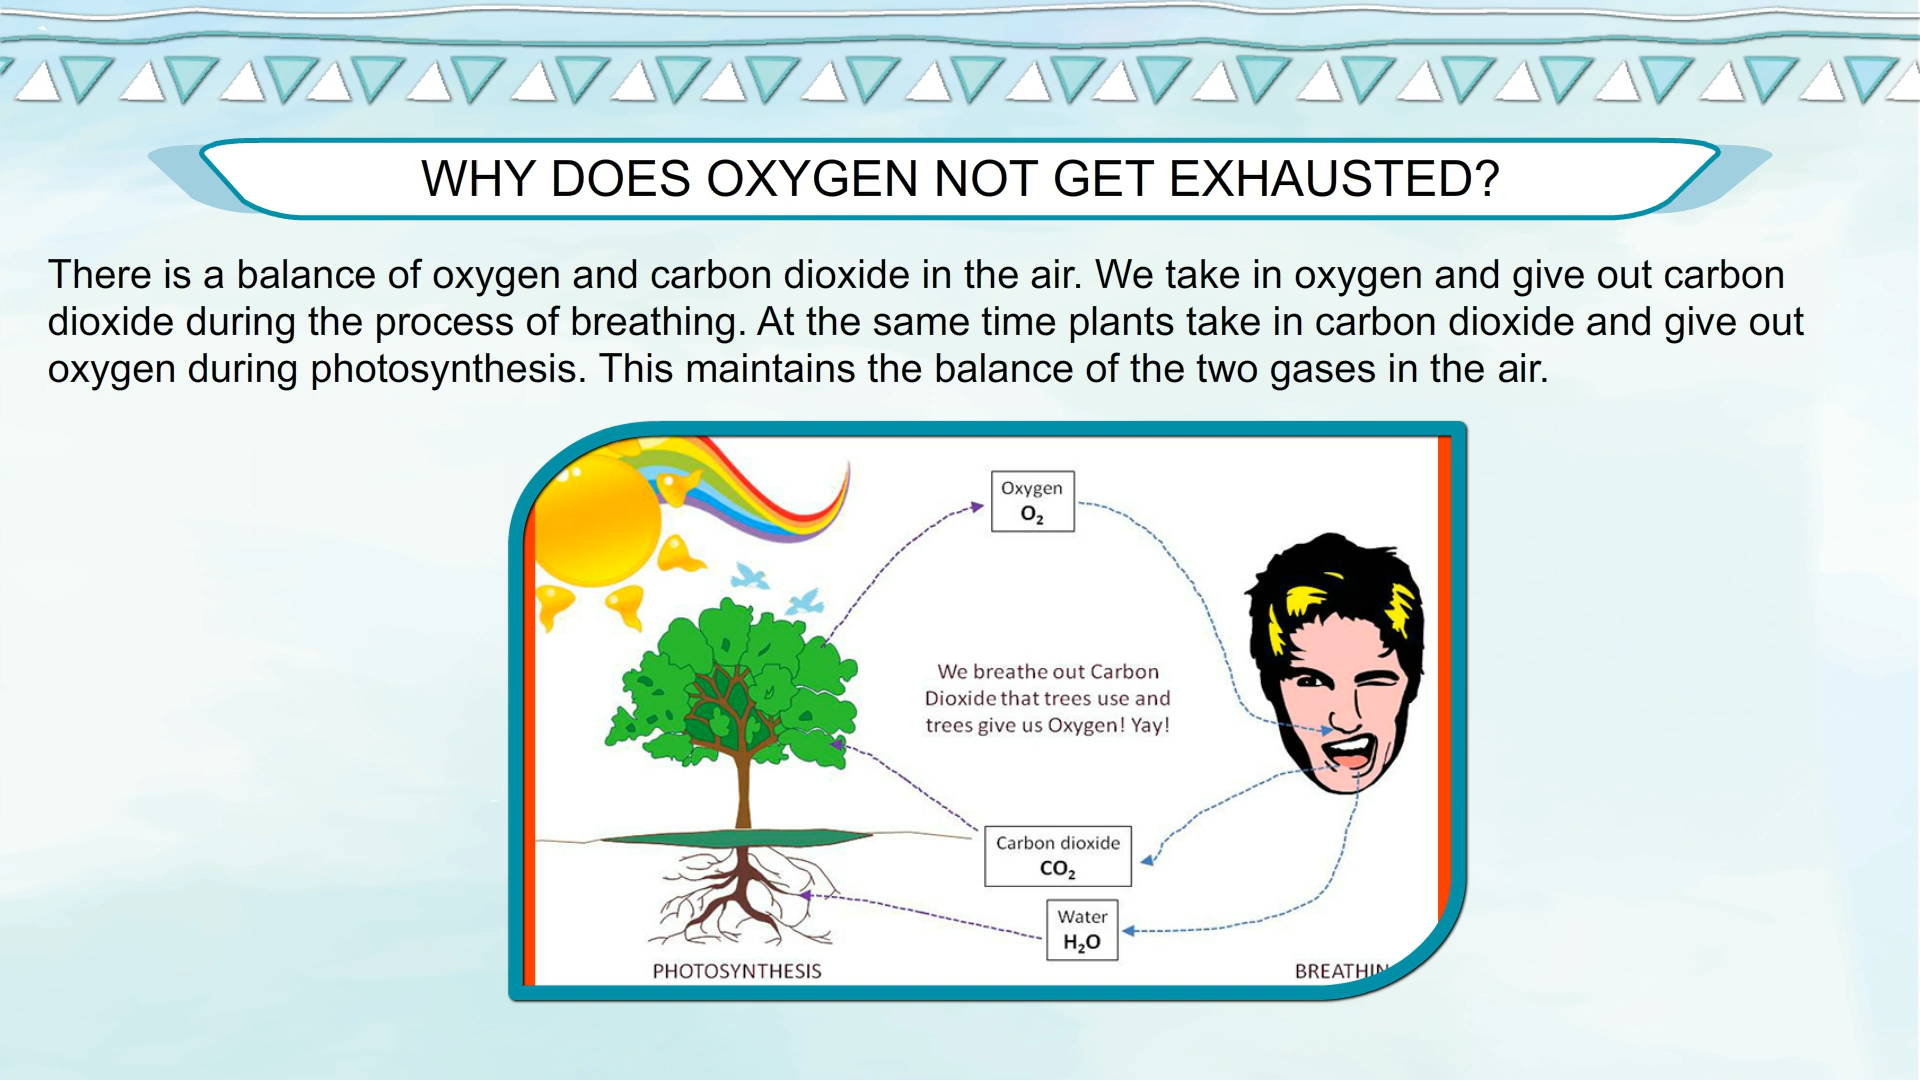 WHY DOES OXYGEN NOT GET EXHAUSTED?
There is a balance of oxygen and carbon dioxide in the air. We take in oxygen and give out carbon
dioxide during the process of breathing. At the same time plants take in carbon dioxide and give out
oxygen during photosynthesis. This maintains the balance of the two gases in the air.
Oxygen
O₂
We breathe out Carbon
Dioxide that trees use and
trees give us Oxygen! Yay!
Carbon dioxide
CO₂
Water
H₂O
PHOTOSYNTHESIS
BREATHIN